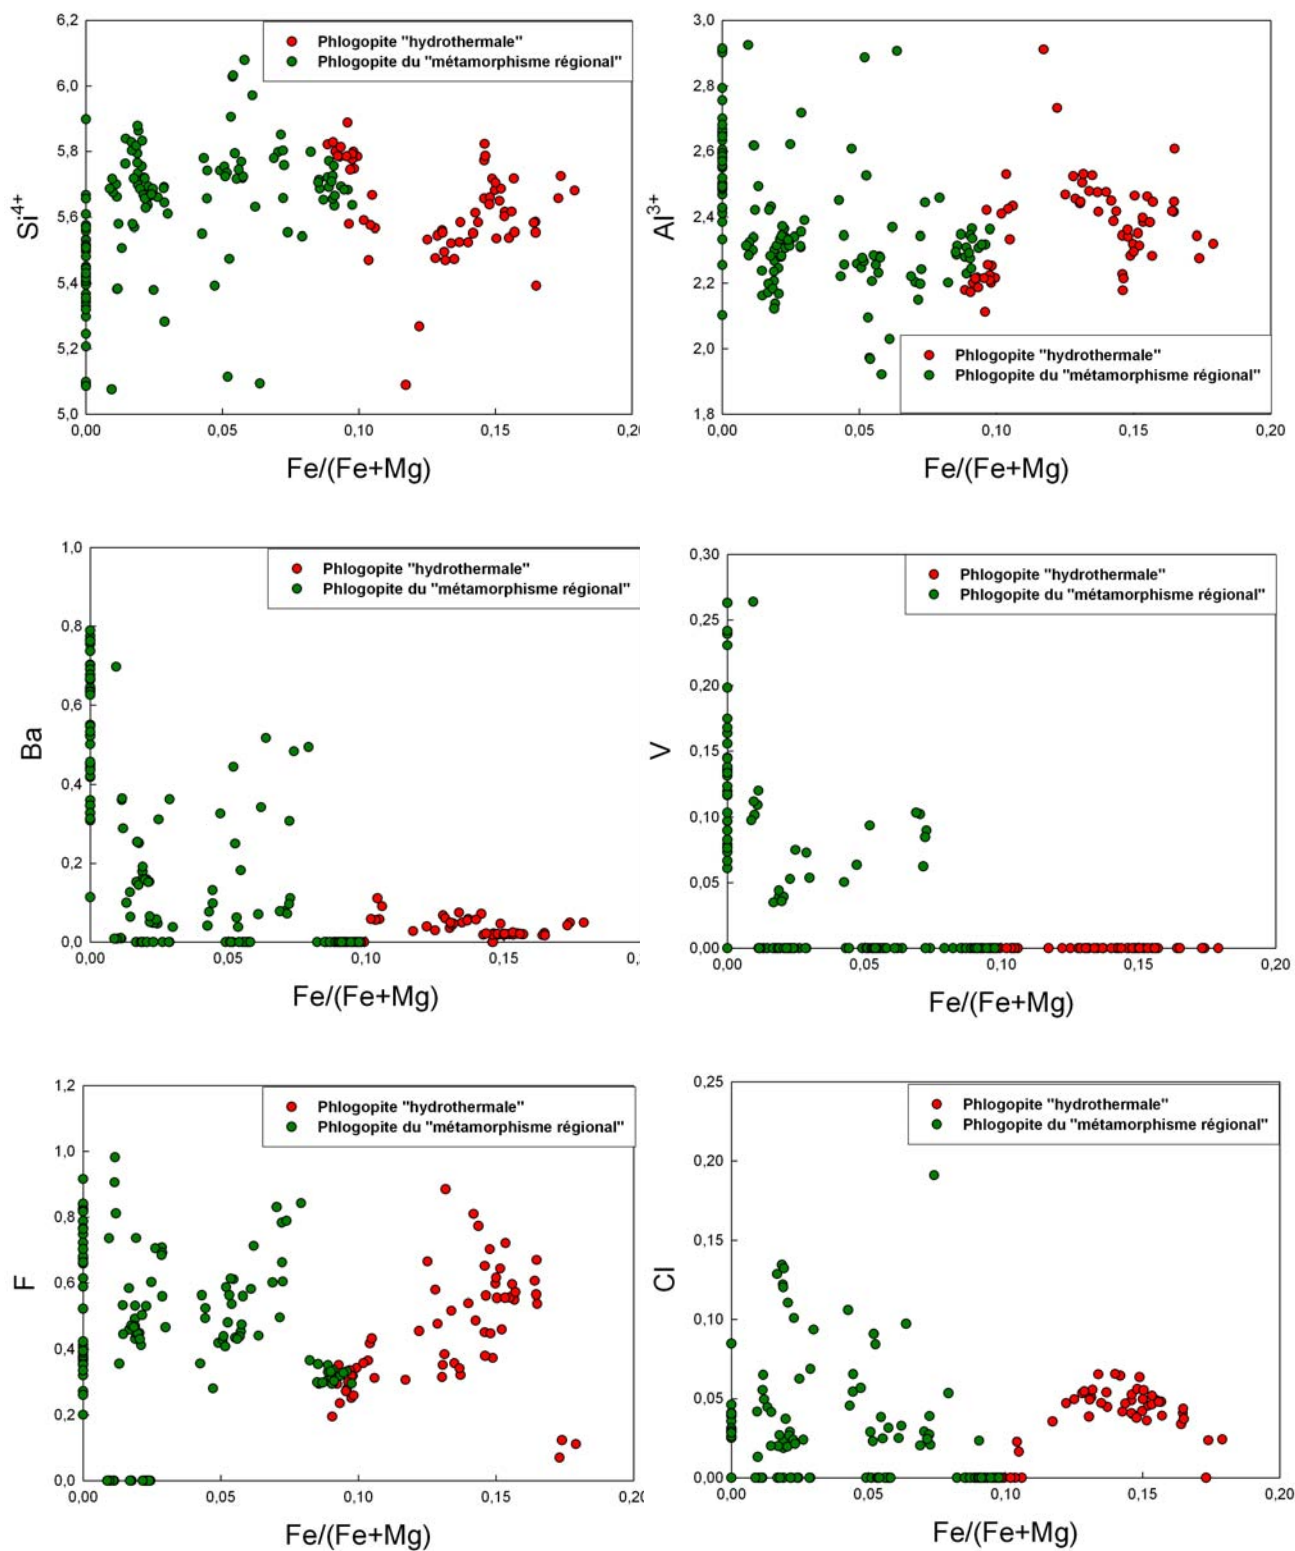 6,2
6,0
5,8
5,6
5,4
5,2
5,0
Si4+
Phlogopite "hydrothermale"
Phlogopite du "métamorphisme régional"
0,00 0,05 0,10 0,15 0,20
Fe/(Fe+Mg)
3,0
2,8
2,6
2,4
2,2
2,0
1,8
Al3+
Phlogopite "hydrothermale"
Phlogopite du "métamorphisme régional"
0,00 0,05 0,10 0,15 0,20
Fe/(Fe+Mg)
1,0
0,8
0,6
0,4
0,2
0,0
Ba
Phlogopite "hydrothermale"
Phlogopite du "métamorphisme régional"
0,00 0,05 0,10 0,15 0,
Fe/(Fe+Mg)
0,30
0,25
0,20
0,15
0,10
0,05
0,00
V
Phlogopite "hydrothermale"
Phlogopite du "métamorphisme régional"
0,00 0,05 0,10 0,15 0,20
Fe/(Fe+Mg)
1,2
1,0
0,8
0,6
0,4
0,2
0,0
F
Phlogopite "hydrothermale"
Phlogopite du "métamorphisme régional"
0,00 0,05 0,10 0,15 0,20
Fe/(Fe+Mg)
0,25
0,20
0,15
0,10
0,05
0,00
Cl
Phlogopite "hydrothermale"
Phlogopite du "métamorphisme régional"
0,00 0,05 0,10 0,15 0,20
Fe/(Fe+Mg)